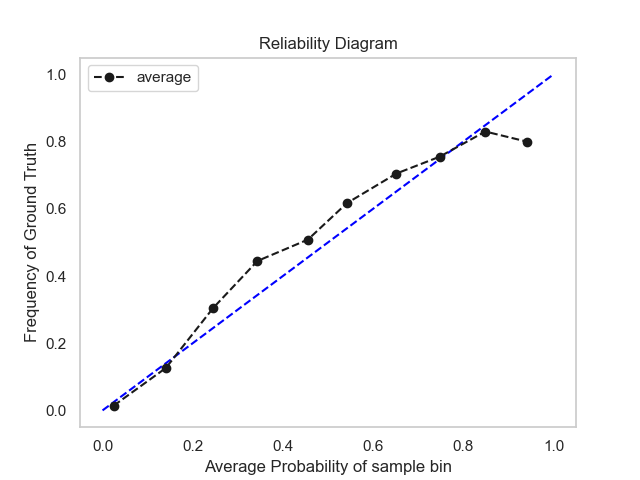 Reliability Diagram
average
Frequency of Ground Truth
1.0
0.8
0.6
0.4
0.2
0.0
0.0 0.2 0.4 0.6 0.8 1.0
Average Probability of sample bin